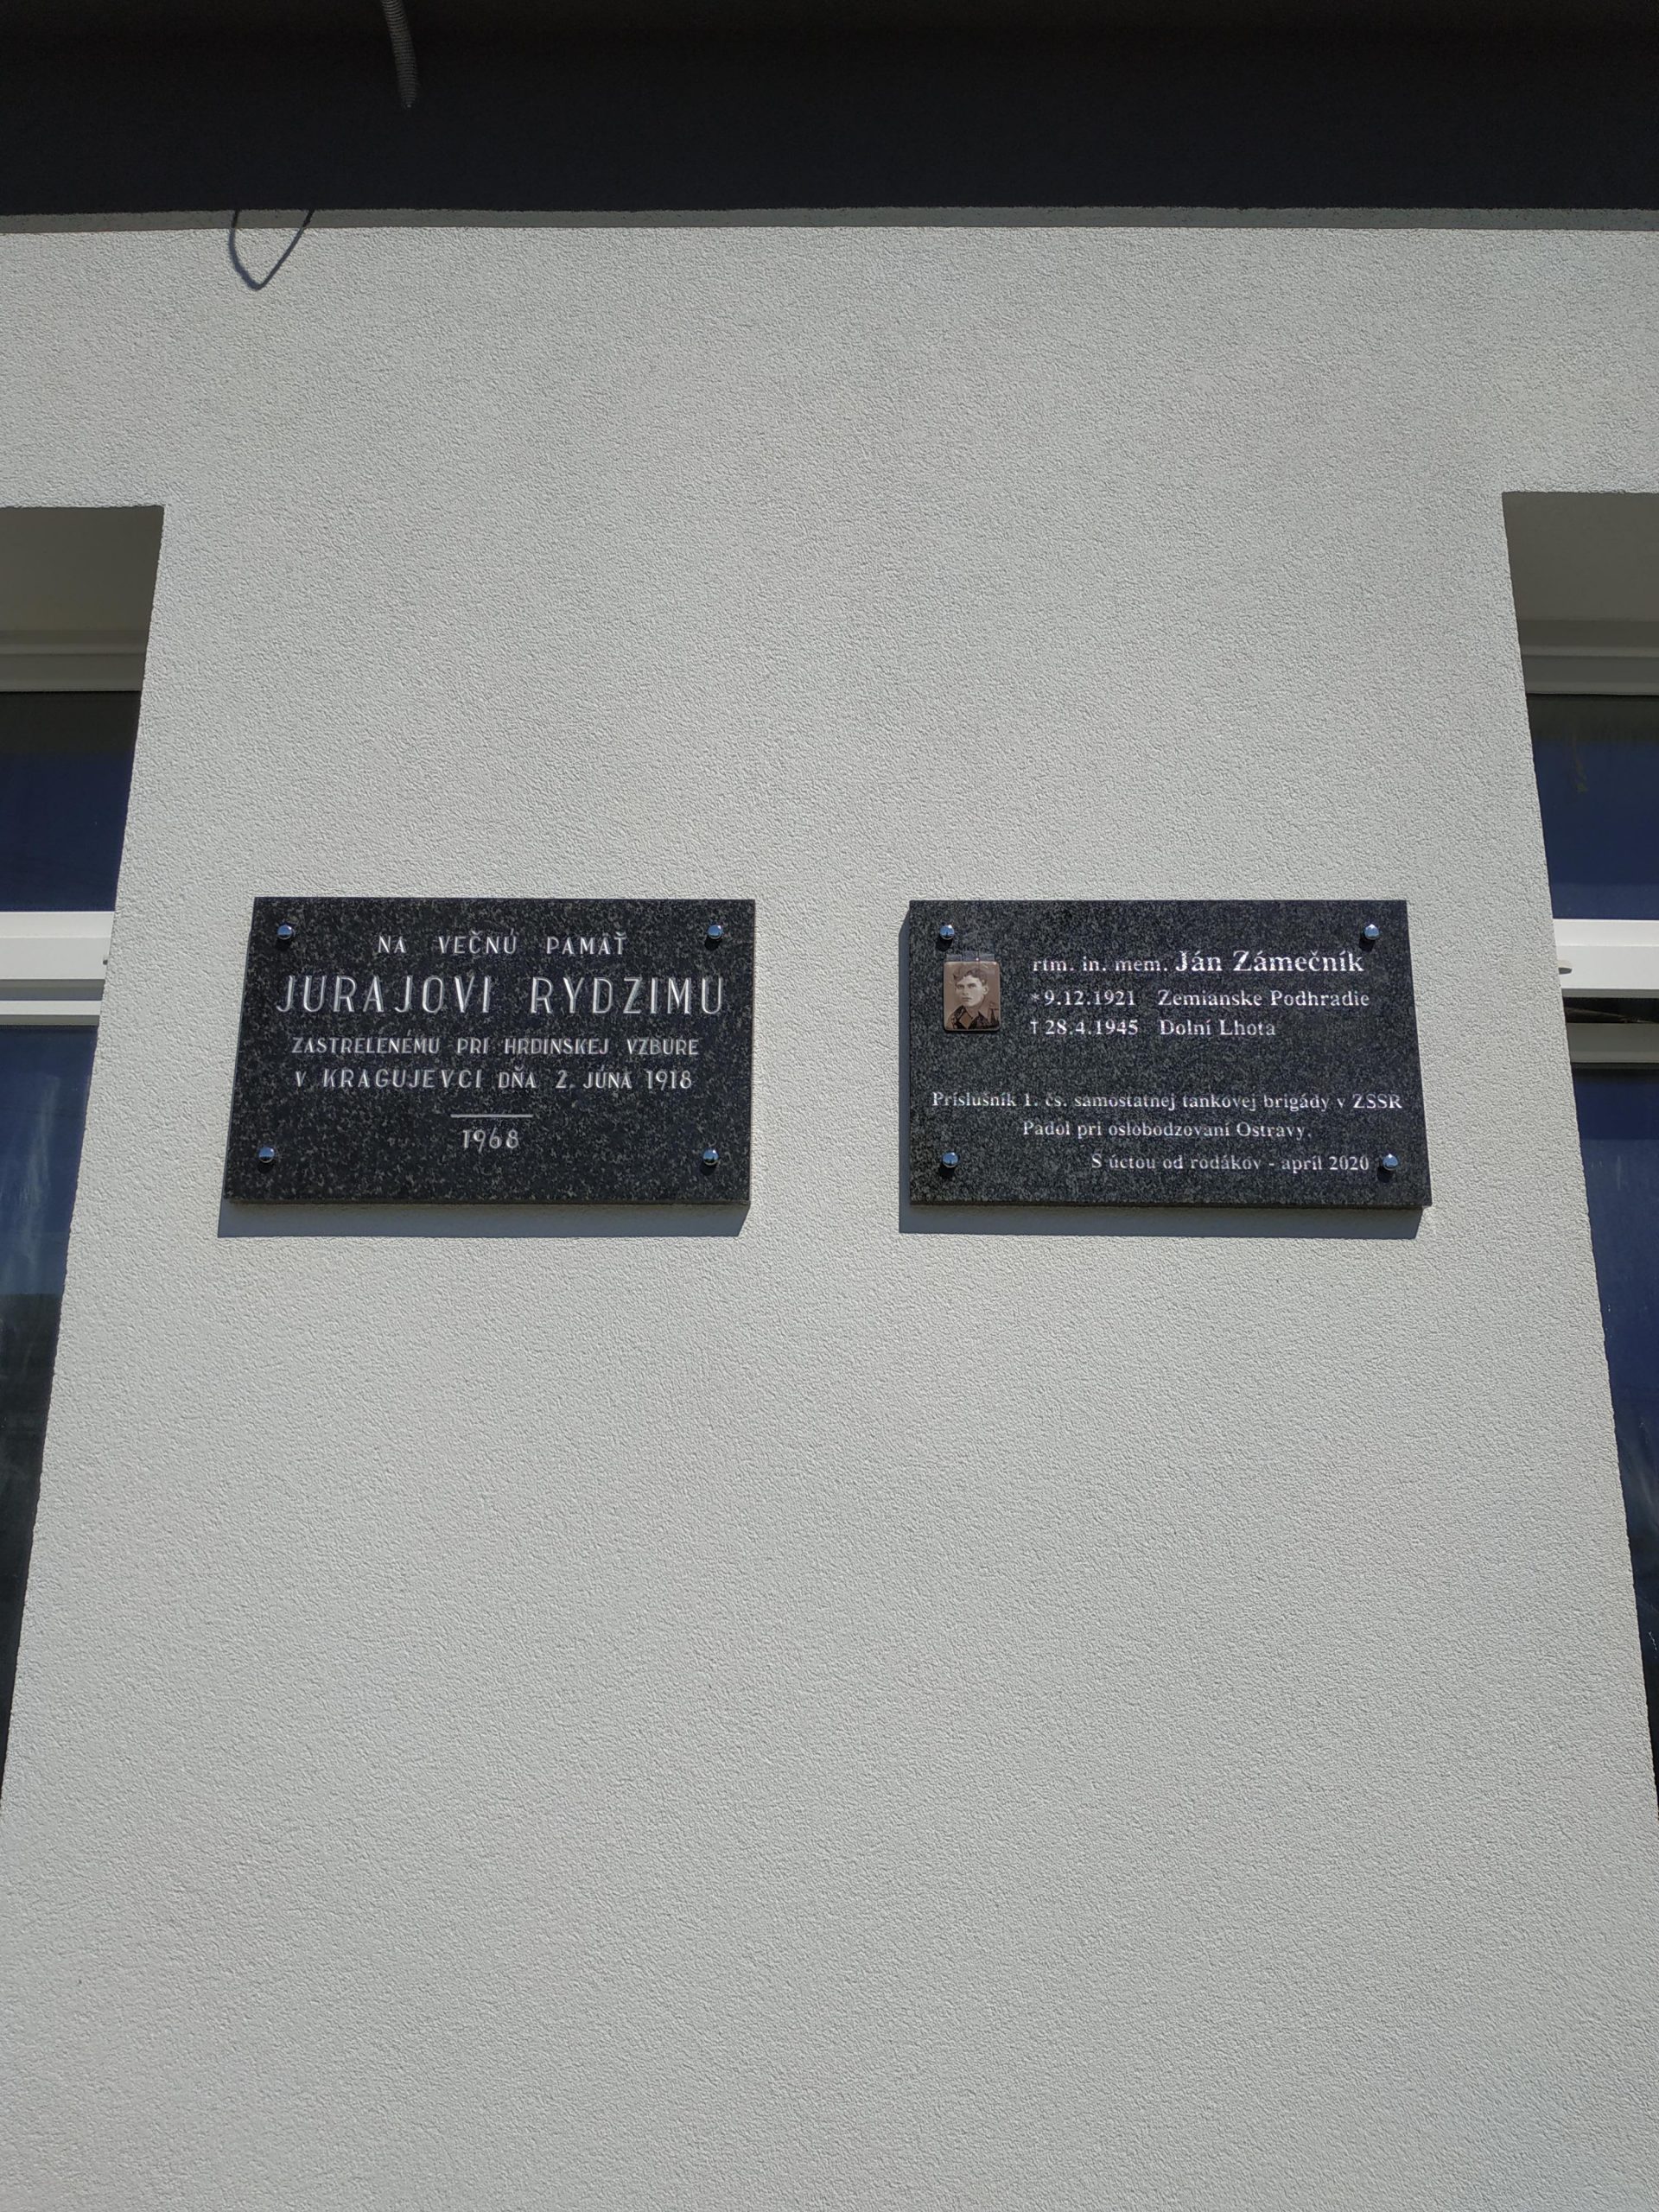 NA VEČNÚ PAMÄŤ
JURAJOVI RYDZIMU
ZASTRELENÉMU PRI HRDINSKEJ VZBURE
V KRAGUJEVCI DŇA 2. JÚNA 1918
1968
rtm. in. mem. Ján Zámečník
*9.12.1921 Zemianske Podhradie
†28.4.1945 Dolní Lhota
Príslušník 1. čs. samostatnej tankovej brigády v ZSSR
Padol pri oslobodzovaní Ostravy.
S úctou od rodákov - apríl 2020